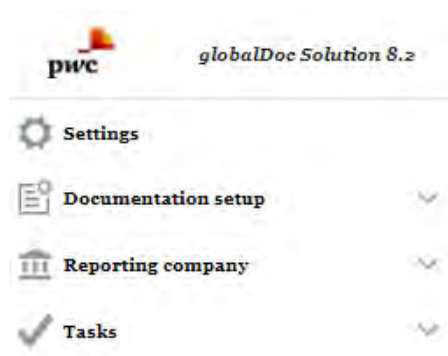 pwc globalDoc Solution 8.2
Settings
Documentation setup
Reporting company
Tasks